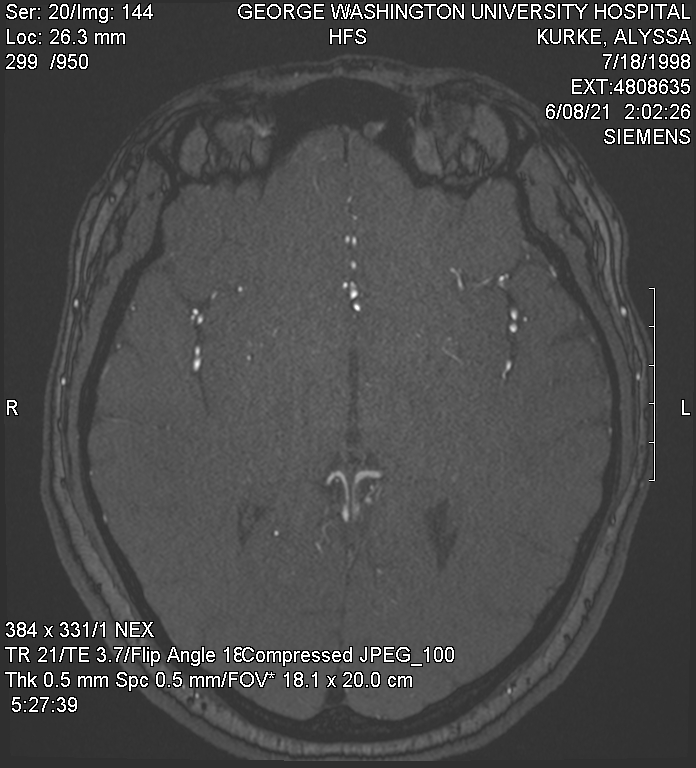 Ser: 20/Img: 144
Loc: 26.3 mm
299 /950
GEORGE WASHINGTON UNIVERSITY HOSPITAL
HFS
KURKE, ALYSSA
7/18/1998
EXT:4808635
6/08/21 2:02:26
SIEMENS
R
L
384 x 331/1 NEX
TR 21/TE 3.7/Flip Angle 18Compressed JPEG_100
Thk 0.5 mm Spc 0.5 mm/FOV* 18.1 x 20.0 cm
5:27:39